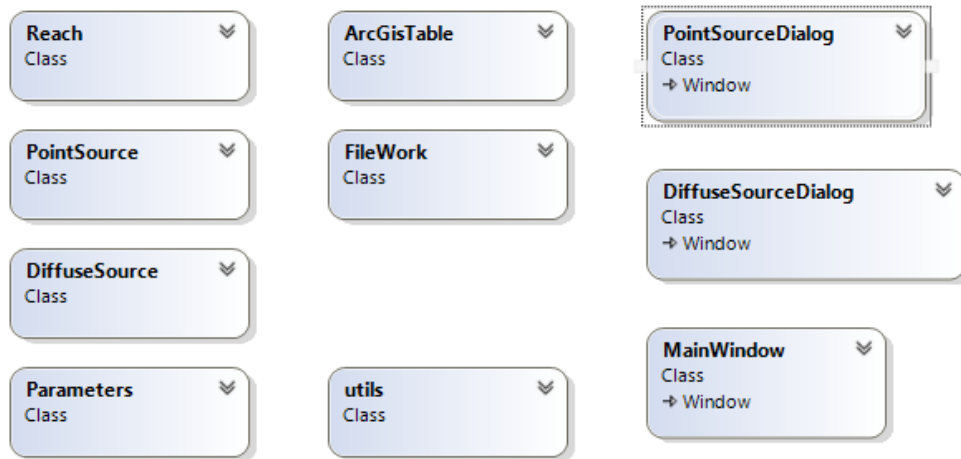 Reach
Class
PointSource
Class
DiffuseSource
Class
Parameters
Class
ArcGisTable
Class
FileWork
Class
utils
Class
PointSourceDialog
Class
Window
DiffuseSourceDialog
Class
Window
MainWindow
Class
Window